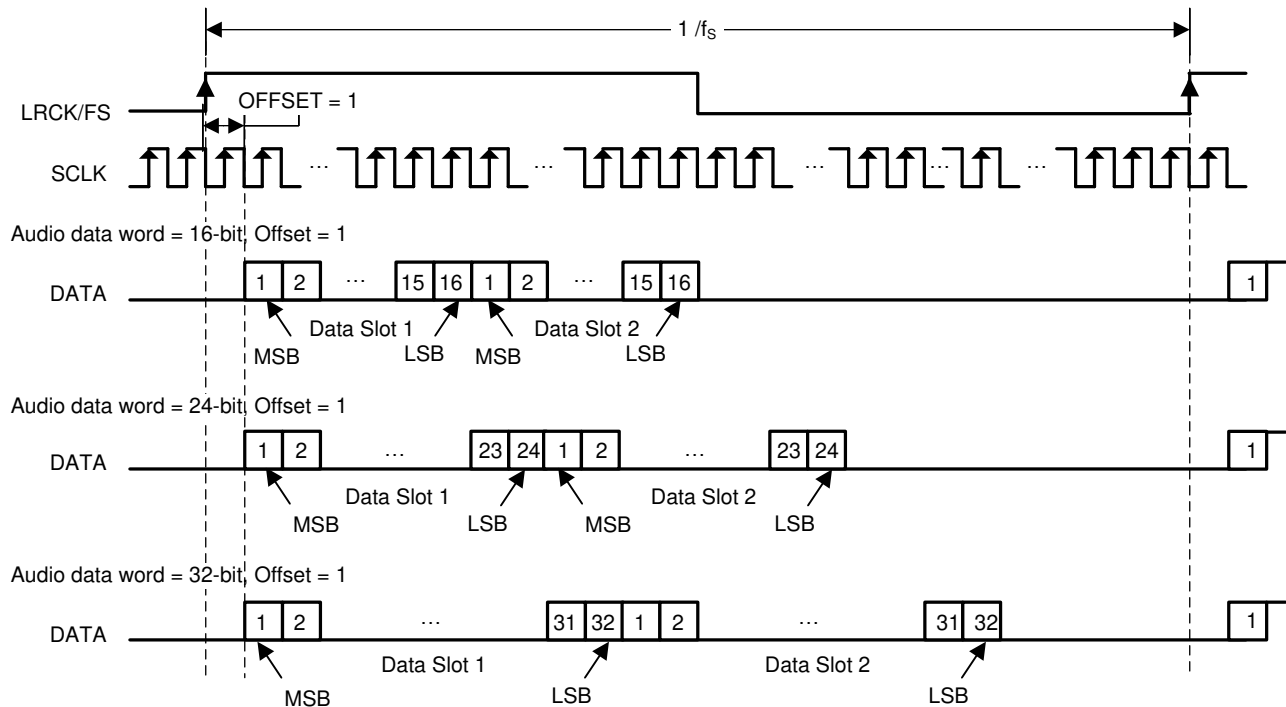 1 /fS
LRCK/FS
OFFSET = 1
SCLK
... ... ... ... ...
Audio data word = 16-bit, Offset = 1
DATA
1 2 ... 15 16 1 2 ... 15 16 1
Data Slot 1 Data Slot 2
MSB LSB MSB LSB
Audio data word = 24-bit, Offset = 1
DATA
1 2 ... 23 24 1 2 ... 23 24 1
Data Slot 1 Data Slot 2
MSB LSB MSB LSB
Audio data word = 32-bit, Offset = 1
DATA
1 2 ... 31 32 1 2 ... 31 32 1
Data Slot 1 Data Slot 2
MSB LSB LSB